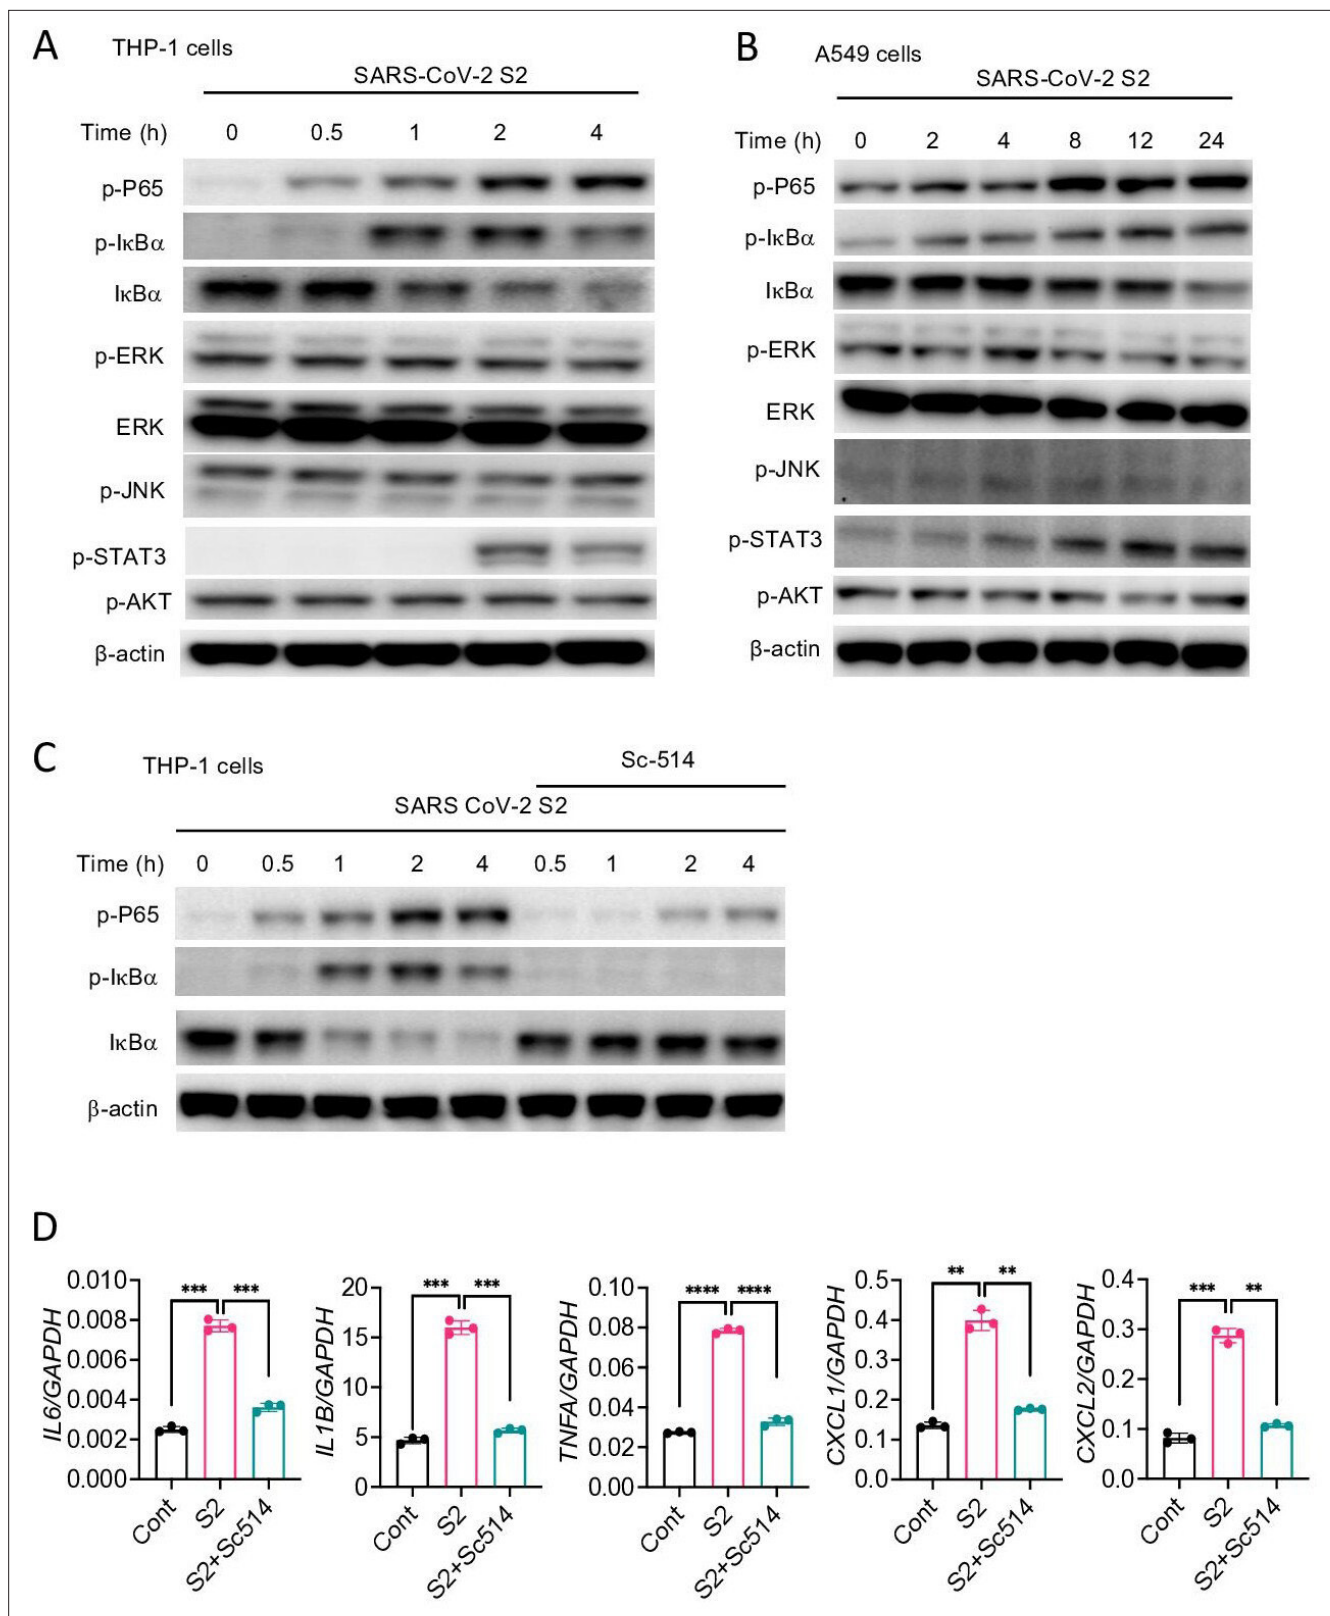 A
THP-1 cells
SARS-CoV-2 S2
Time (h) 0 0.5 1 2 4
p-P65
p-IκBα
IκBα
p-ERK
ERK
p-JNK
p-STAT3
p-AKT
β-actin
B
A549 cells
SARS-CoV-2 S2
Time (h) 0 2 4 8 12 24
p-P65
p-IκBα
IκBα
p-ERK
ERK
p-JNK
p-STAT3
p-AKT
β-actin
C
THP-1 cells
Sc-514
SARS CoV-2 S2
Time (h) 0 0.5 1 2 4 0.5 1 2 4
p-P65
p-IκBα
IκBα
β-actin
D
IL6/GAPDH
0.010
0.008
0.006
0.004
0.002
0.000
*** ***
Cont
S2
S2+Sc514
IL1B/GAPDH
20
15
10
5
0
*** ***
Cont
S2
S2+Sc514
TNFA/GAPDH
0.10
0.08
0.06
0.04
0.02
0.00
**** ****
Cont
S2
S2+Sc514
CXCL1/GAPDH
0.5
0.4
0.3
0.2
0.1
0.0
** **
Cont
S2
S2+Sc514
CXCL2/GAPDH
0.4
0.3
0.2
0.1
0.0
*** **
Cont
S2
S2+Sc514